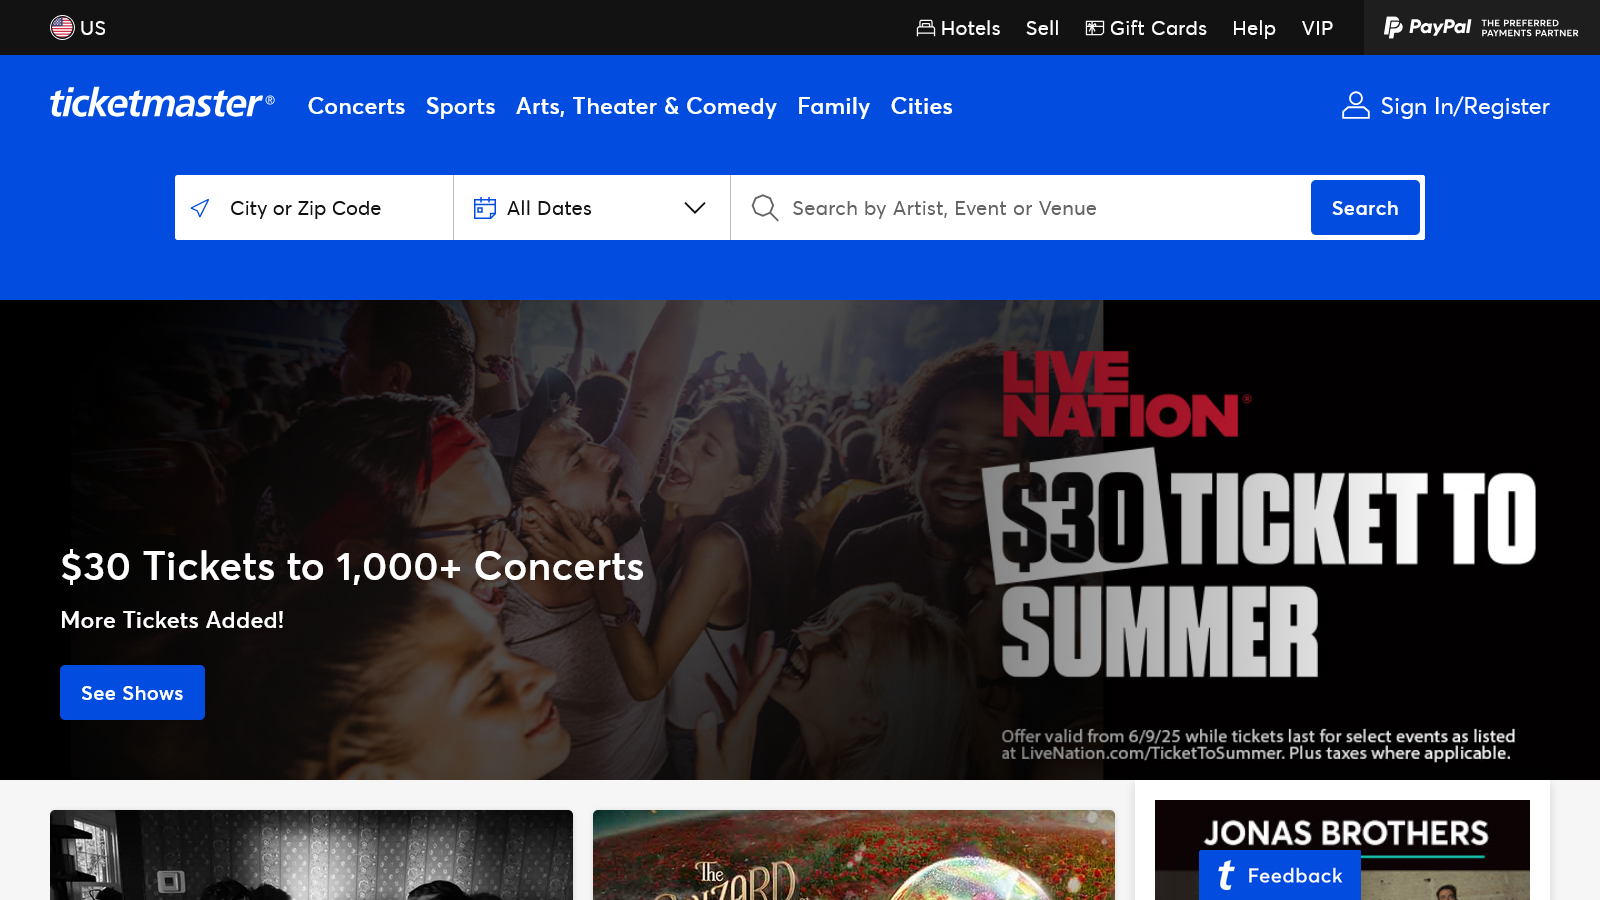 US
Hotels
Sell
Gift Cards
Help
VIP
PayPal
THE PREFERRED
PAYMENTS PARTNER
ticketmaster®
Concerts
Sports
Arts, Theater & Comedy
Family
Cities
Sign In/Register
City or Zip Code
All Dates
Search by Artist, Event or Venue
Search
$30 Tickets to 1,000+ Concerts
More Tickets Added!
See Shows
LIVE
NATION®
$30 TICKET TO
SUMMER
Offer valid from 6/9/25 while tickets last for select events as listed
at LiveNation.com/TicketToSummer. Plus taxes where applicable.
The
WIZARD
JONAS BROTHERS
t Feedback